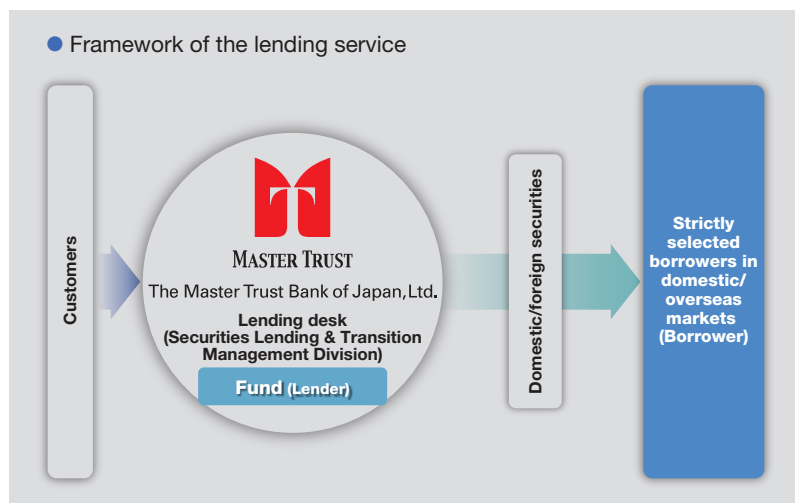 Framework of the lending service
Customers
MASTER TRUST
The Master Trust Bank of Japan,Ltd.
Lending desk
(Securities Lending & Transition
Management Division)
Fund (Lender)
Domestic/foreign securities
Strictly
selected
borrowers in
domestic/
overseas
markets
(Borrower)